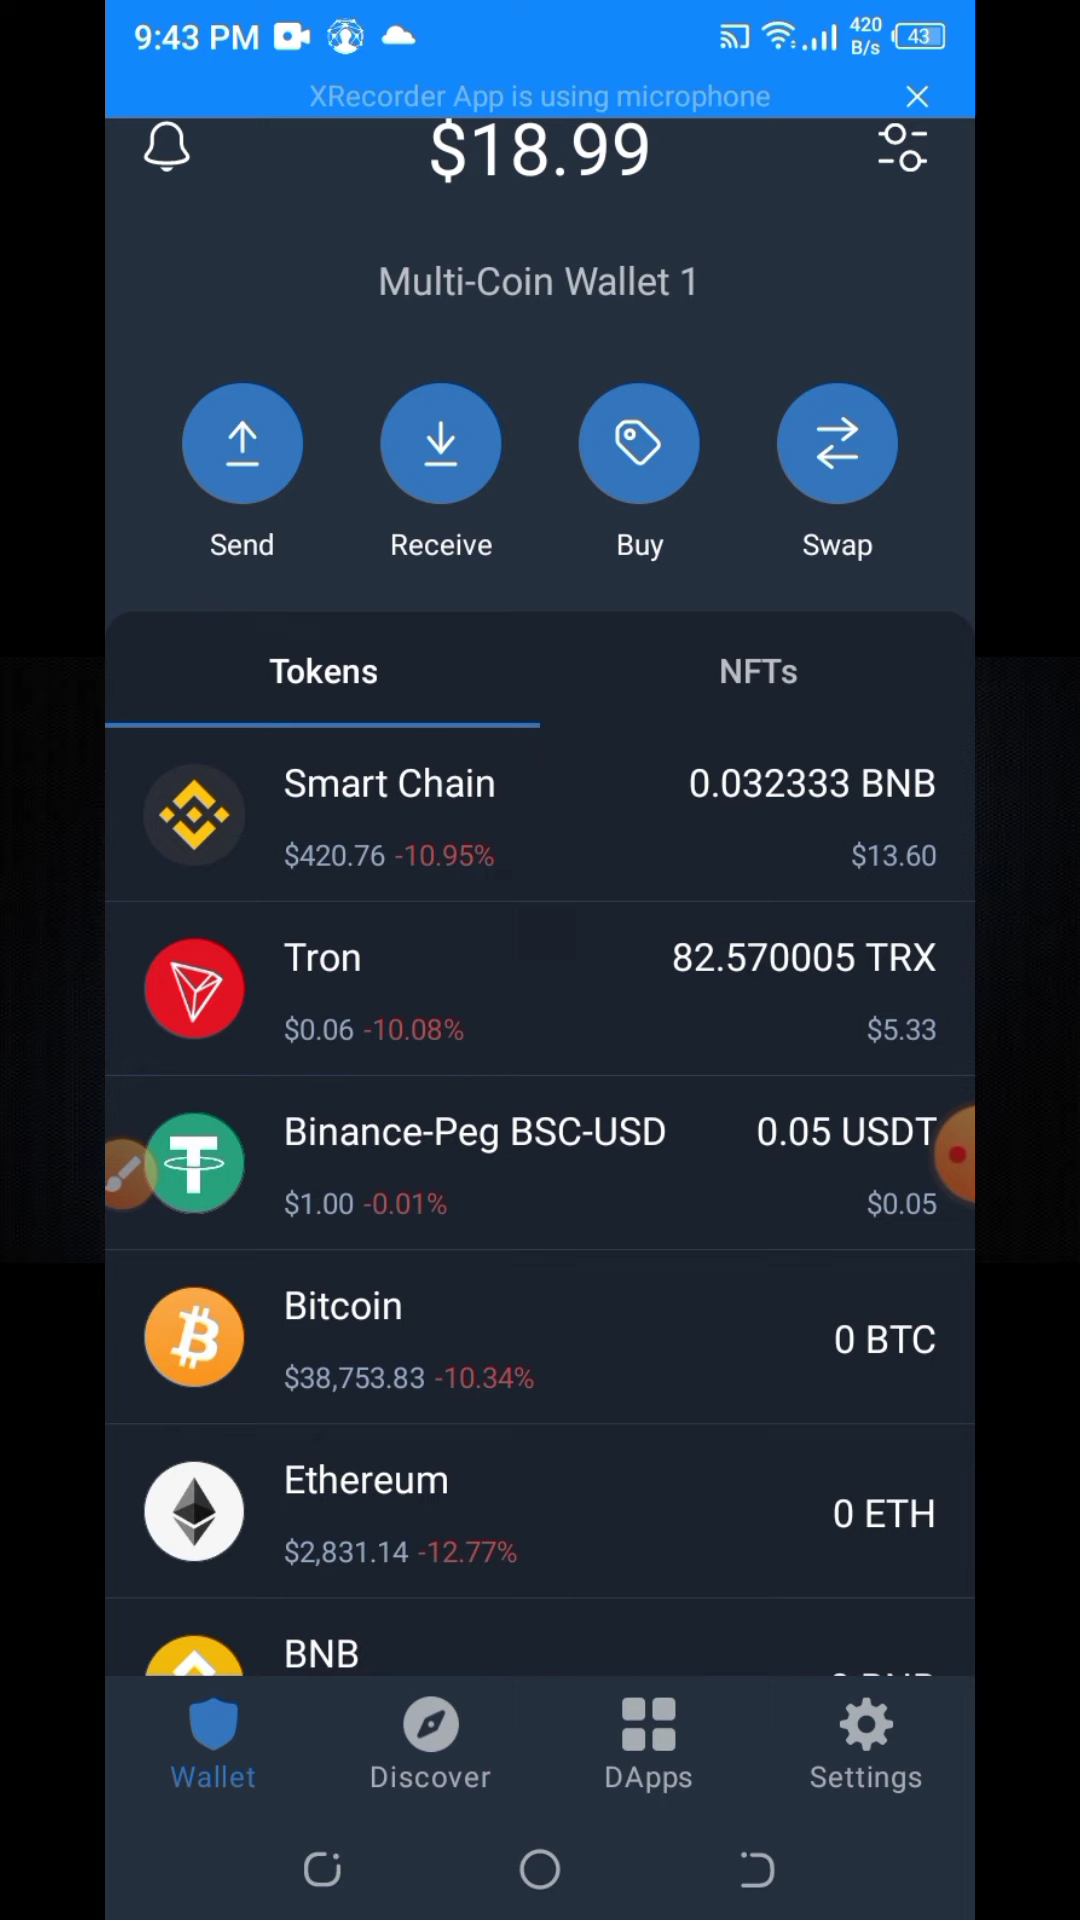 9:43 PM
420
B/s
43
XRecorder App is using microphone
$18.99
Multi-Coin Wallet 1
Send
Receive
Buy
Swap
Tokens
NFTs
Smart Chain
0.032333 BNB
$420.76 -10.95%
$13.60
Tron
82.570005 TRX
$0.06 -10.08%
$5.33
Binance-Peg BSC-USD
0.05 USDT
$1.00 -0.01%
$0.05
Bitcoin
0 BTC
$38,753.83 -10.34%
Ethereum
0 ETH
$2,831.14 -12.77%
BNB
Wallet
Discover
DApps
Settings